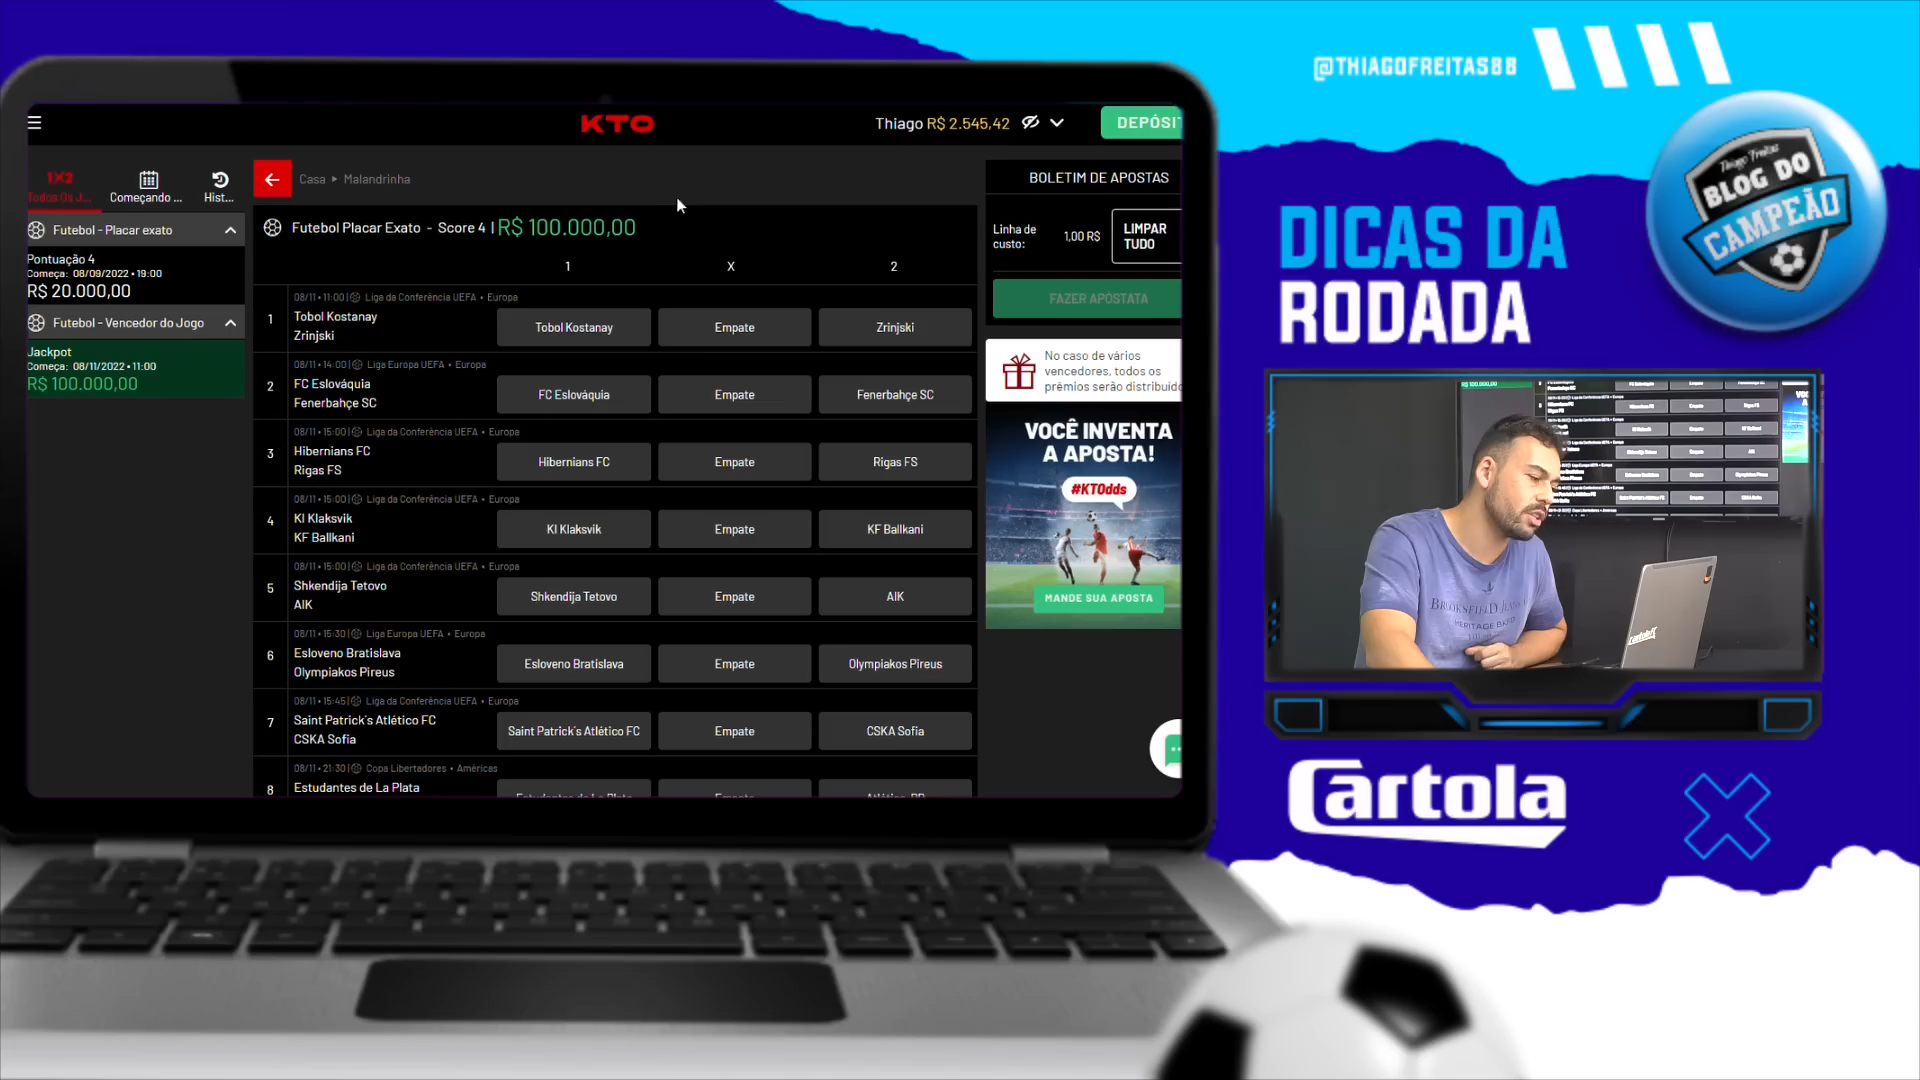 @THIAGOFREITAS88
KTO
Thiago R$ 2.545,42
DEPÓSIT
1X2
Todos Os J...
Começando ...
Hist...
Casa ▸ Malandrinha
BOLETIM DE APOSTAS
Futebol - Placar exato
Pontuação 4
Começa: 08/09/2022 • 19:00
R$ 20.000,00
Futebol - Vencedor do Jogo
Jackpot
Começa: 08/11/2022 • 11:00
R$ 100.000,00
Futebol Placar Exato - Score 4 | R$ 100.000,00
1 X 2
1
08/11 • 11:00 | Liga da Conferência UEFA • Europa
Tobol Kostanay
Zrinjski
Tobol Kostanay Empate Zrinjski
2
08/11 • 14:00 | Liga Europa UEFA • Europa
FC Eslováquia
Fenerbahçe SC
FC Eslováquia Empate Fenerbahçe SC
3
08/11 • 15:00 | Liga da Conferência UEFA • Europa
Hibernians FC
Rigas FS
Hibernians FC Empate Rigas FS
4
08/11 • 15:00 | Liga da Conferência UEFA • Europa
KI Klaksvik
KF Ballkani
KI Klaksvik Empate KF Ballkani
5
08/11 • 15:00 | Liga da Conferência UEFA • Europa
Shkendija Tetovo
AIK
Shkendija Tetovo Empate AIK
6
08/11 • 15:30 | Liga Europa UEFA • Europa
Esloveno Bratislava
Olympiakos Pireus
Esloveno Bratislava Empate Olympiakos Pireus
7
08/11 • 15:45 | Liga da Conferência UEFA • Europa
Saint Patrick's Atlético FC
CSKA Sofia
Saint Patrick's Atlético FC Empate CSKA Sofia
8
08/11 • 21:30 | Copa Libertadores • Américas
Estudantes de La Plata
Linha de
custo:
1,00 R$
LIMPAR
TUDO
FAZER APOSTATA
No caso de vários
vencedores, todos os
prêmios serão distribuíd
VOCÊ INVENTA
A APOSTA!
#KTOdds
MANDE SUA APOSTA
DICAS DA
RODADA
Thiago Freitas
BLOG DO
CAMPEÃO
BROOKSFIELD JEANS
HERITAGE
Cartola
Cartola